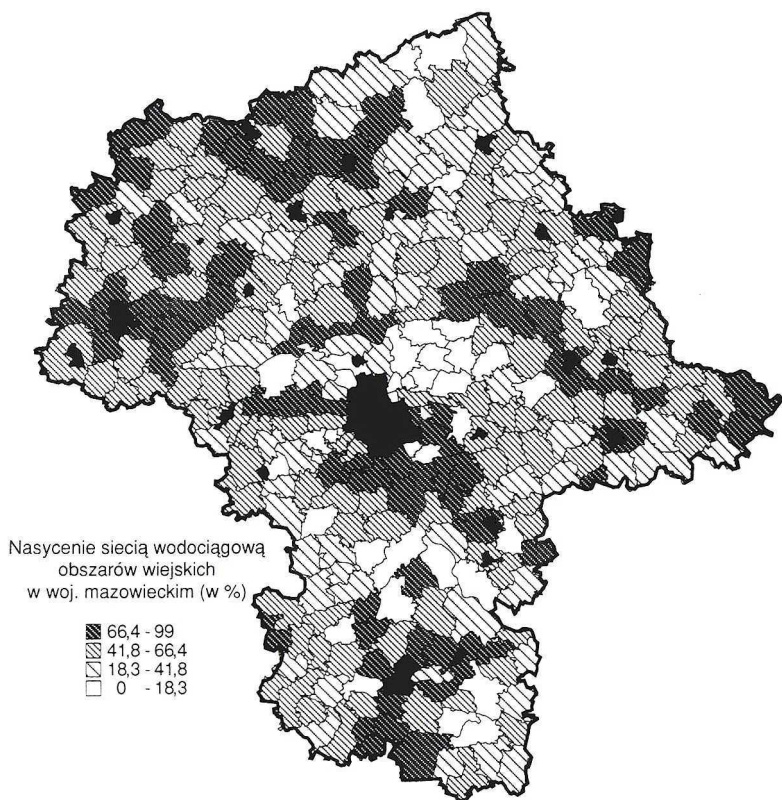 Nasycenie siecią wodociągową
obszarów wiejskich
w woj. mazowieckim (w %)
66,4 - 99
41,8 - 66,4
18,3 - 41,8
0 - 18,3